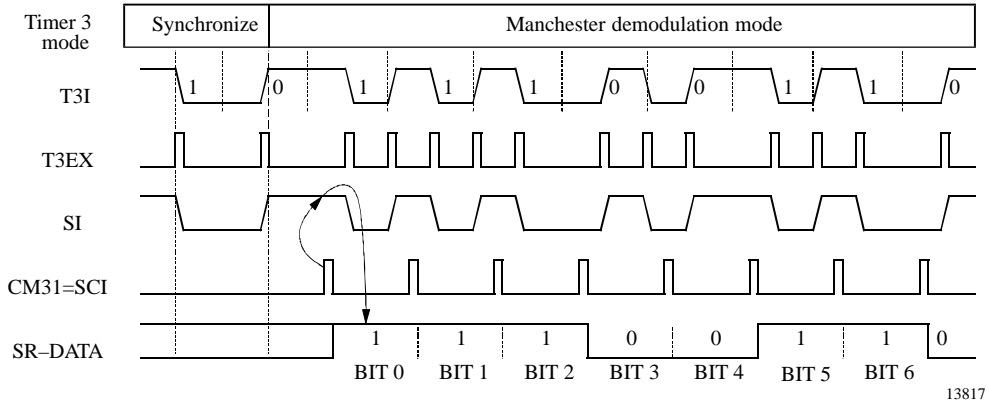 Timer 3 mode
Synchronize
Manchester demodulation mode
T3I
1 0 1 1 1 0 0 0 1 1 0
T3EX
SI
CM31=SCI
SR–DATA
1 1 1 0 0 1 1 0
BIT 0 BIT 1 BIT 2 BIT 3 BIT 4 BIT 5 BIT 6
13817